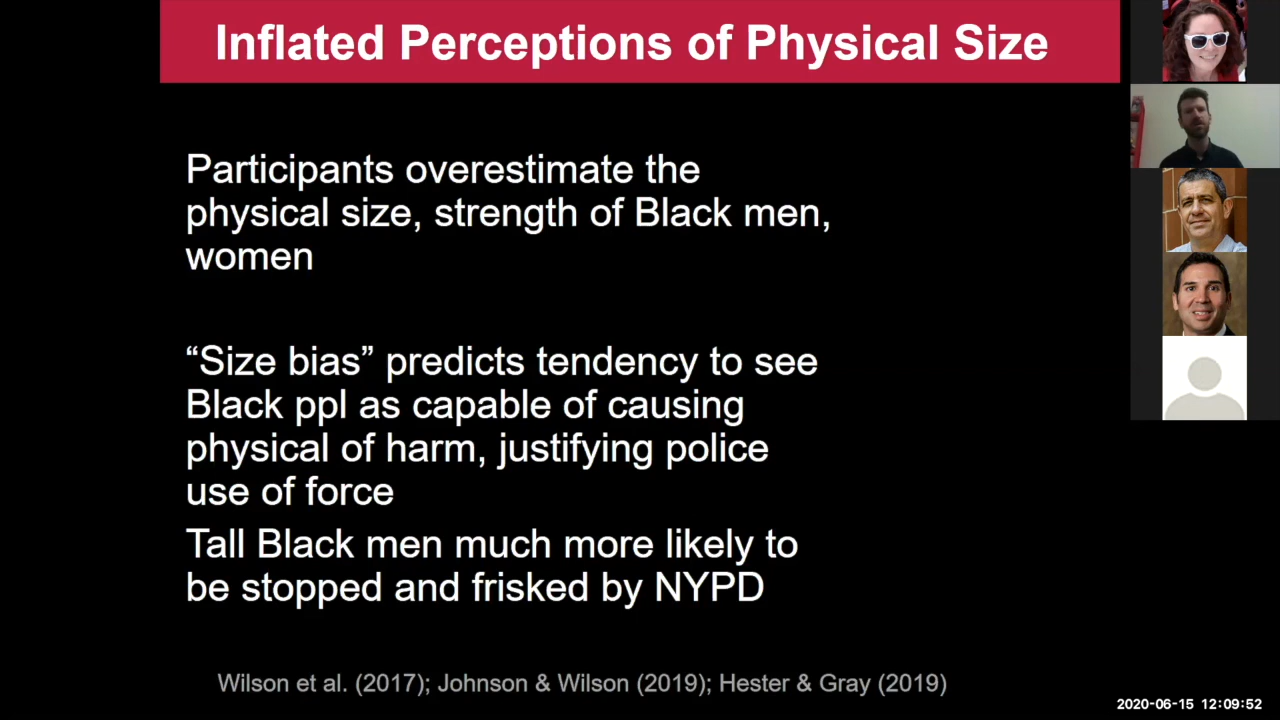 Inflated Perceptions of Physical Size
Participants overestimate the
physical size, strength of Black men,
women
“Size bias” predicts tendency to see
Black ppl as capable of causing
physical of harm, justifying police
use of force
Tall Black men much more likely to
be stopped and frisked by NYPD
Wilson et al. (2017); Johnson & Wilson (2019); Hester & Gray (2019)
2020-06-15 12:09:52